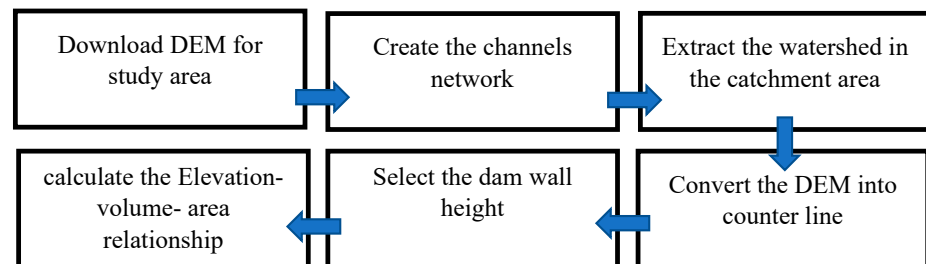 Download DEM for
study area
Create the channels
network
Extract the watershed in
the catchment area
Convert the DEM into
counter line
Select the dam wall
height
calculate the Elevation-
volume- area
relationship